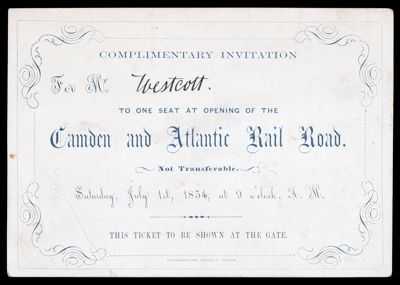 COMPLIMENTARY INVITATION
For Mr. Westcott.
TO ONE SEAT AT OPENING OF THE
Camden and Atlantic Rail Road.
Not Transferable.
Saturday, July 1st, 1854, at 9 o'clock, A. M.
THIS TICKET TO BE SHOWN AT THE GATE.